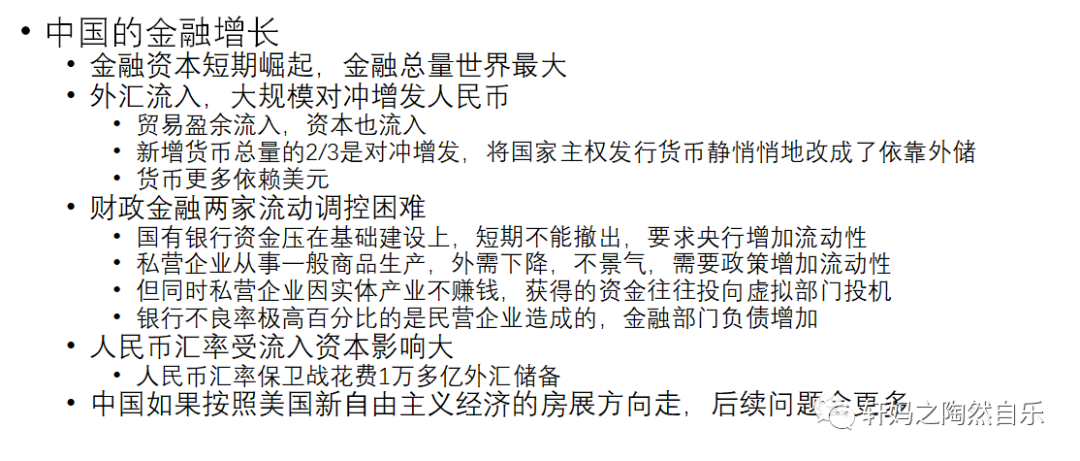 • 中国的金融增长
• 金融资本短期崛起，金融总量世界最大
• 外汇流入，大规模对冲增发人民币
• 贸易盈余流入，资本也流入
• 新增货币总量的2/3是对冲增发，将国家主权发行货币静悄悄地改成了依靠外储
• 货币更多依赖美元
• 财政金融两家流动调控困难
• 国有银行资金压在基础建设上，短期不能撤出，要求央行增加流动性
• 私营企业从事一般商品生产，外需下降，不景气，需要政策增加流动性
• 但同时私营企业因实体产业不赚钱，获得的资金往往投向虚拟部门投机
• 银行不良率极高百分比的是民营企业造成的，金融部门负债增加
• 人民币汇率受流入资本影响大
• 人民币汇率保卫战花费1万多亿外汇储备
• 中国如果按照美国新自由主义经济的房展方向走，后续问题会更多
轩妈之陶然自乐